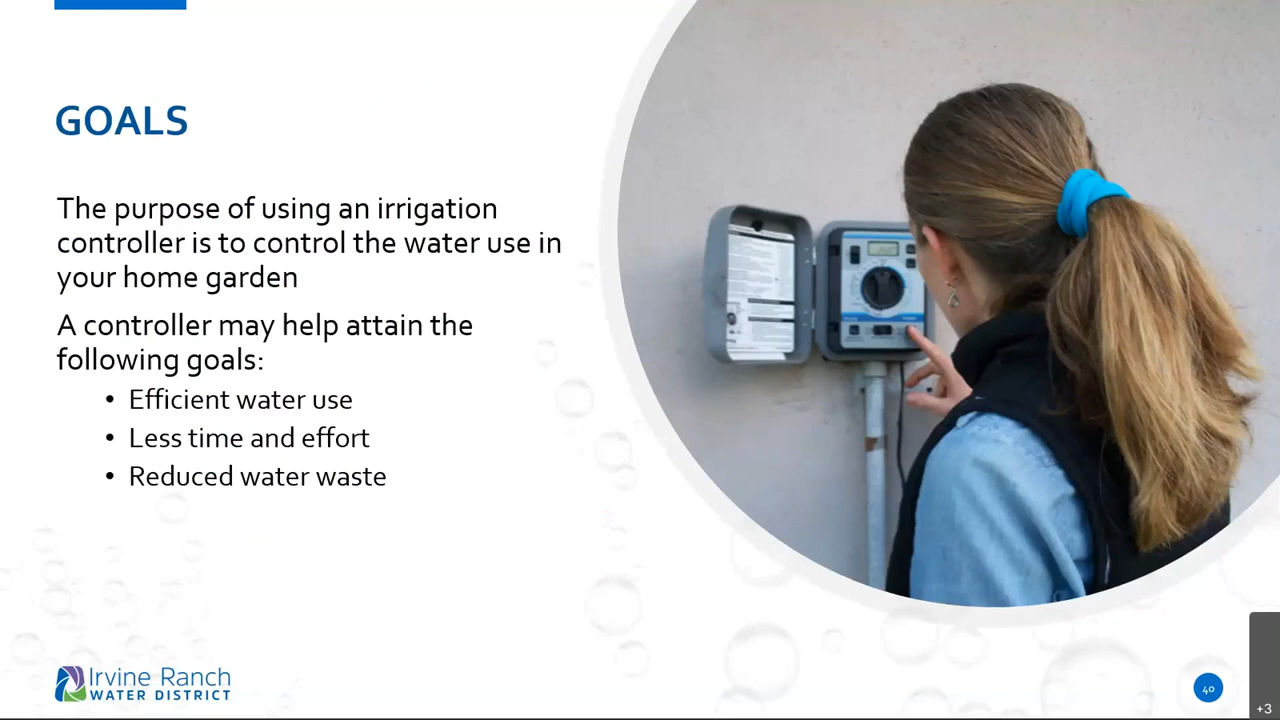 GOALS
The purpose of using an irrigation
controller is to control the water use in
your home garden
A controller may help attain the
following goals:
• Efficient water use
• Less time and effort
• Reduced water waste
Irvine Ranch
WATER DISTRICT
40
+3